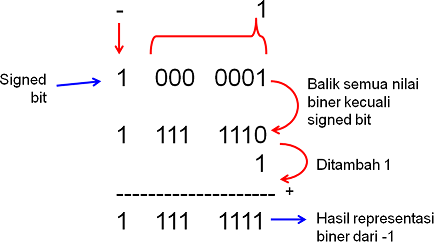 - 1
Signed bit
1 000 0001
Balik semua nilai biner kecuali signed bit
1 111 1110
1
Ditambah 1
---------------------- +
1 111 1111
Hasil representasi biner dari -1